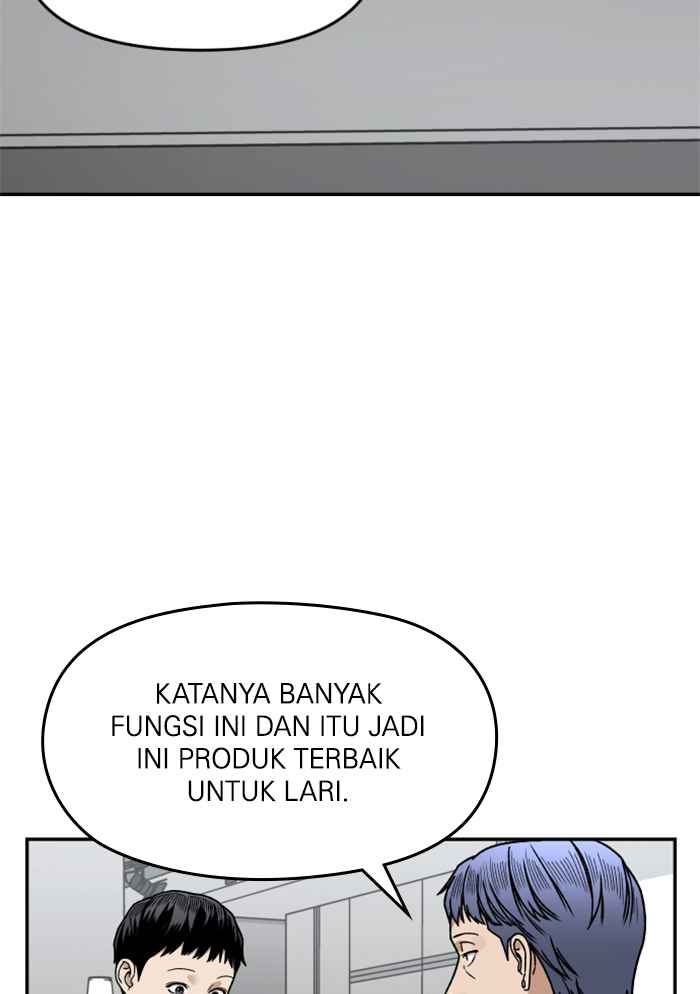 KATANYA BANYAK
FUNGSI INI DAN ITU JADI
INI PRODUK TERBAIK
UNTUK LARI.